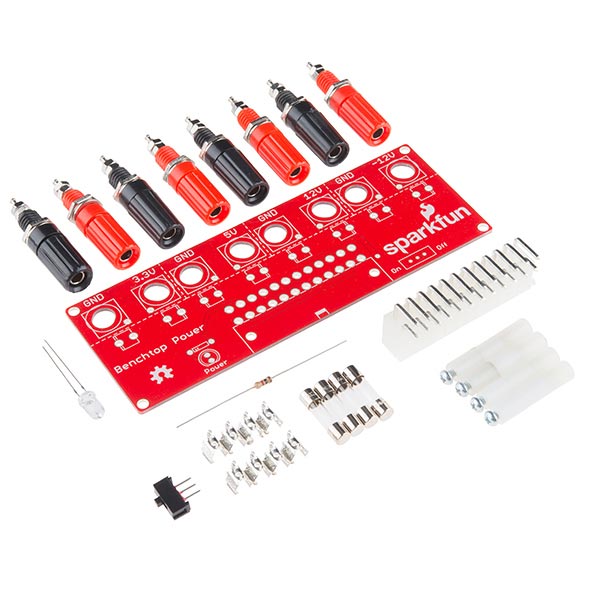 GND
3.3V
GND
5V
GND
12V
GND
-12V
sparkfun
On
Off
Benchtop Power
Power